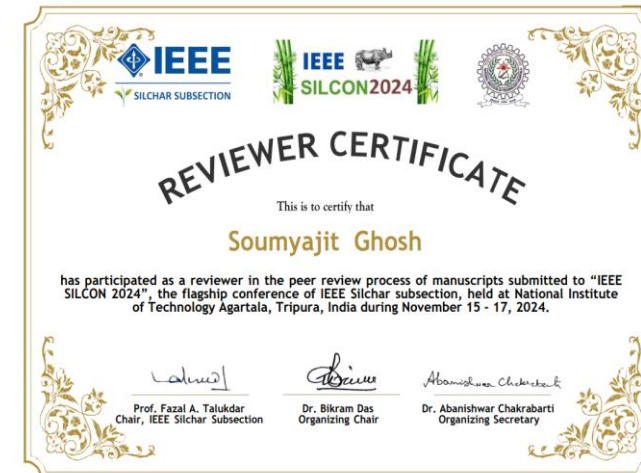 IEEE
SILCHAR SUBSECTION
IEEE
SILCON2024
REVIEWER CERTIFICATE
This is to certify that
Soumyajit Ghosh
has participated as a reviewer in the peer review process of manuscripts submitted to “IEEE
SILCON 2024”, the flagship conference of IEEE Silchar subsection, held at National Institute
of Technology Agartala, Tripura, India during November 15 - 17, 2024.
Abanishwar Chakrabarti
Prof. Fazal A. Talukdar
Chair, IEEE Silchar Subsection
Dr. Bikram Das
Organizing Chair
Dr. Abanishwar Chakrabarti
Organizing Secretary